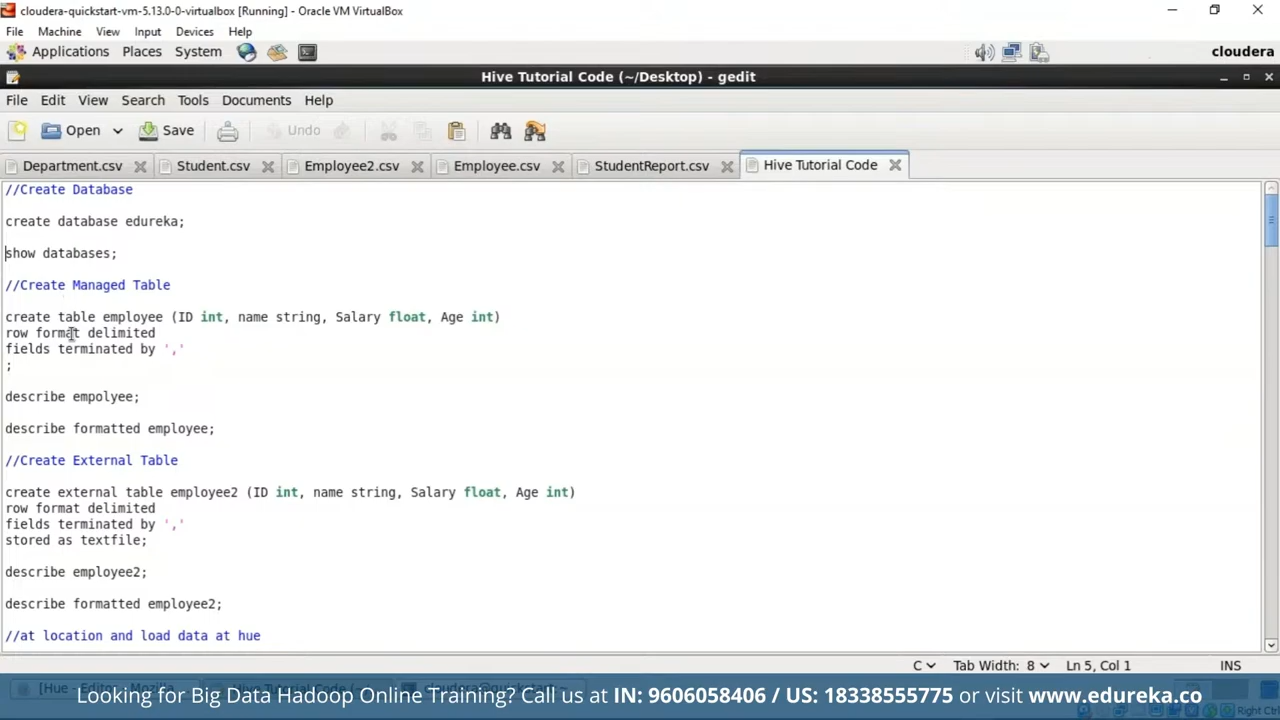 cloudera-quickstart-vm-5.13.0-0-virtualbox [Running] - Oracle VM VirtualBox
File Machine View Input Devices Help
Applications Places System cloudera
Hive Tutorial Code (~/Desktop) - gedit
File Edit View Search Tools Documents Help
Open Save Undo
Department.csv Student.csv Employee2.csv Employee.csv StudentReport.csv Hive Tutorial Code
//Create Database
create database edureka;
show databases;
//Create Managed Table
create table employee (ID int, name string, Salary float, Age int)
row format delimited
fields terminated by ','
;
describe empolyee;
describe formatted employee;
//Create External Table
create external table employee2 (ID int, name string, Salary float, Age int)
row format delimited
fields terminated by ','
stored as textfile;
describe employee2;
describe formatted employee2;
//at location and load data at hue
C Tab Width: 8 Ln 5, Col 1 INS
Looking for Big Data Hadoop Online Training? Call us at IN: 9606058406 / US: 18338555775 or visit www.edureka.co
Right Ctrl